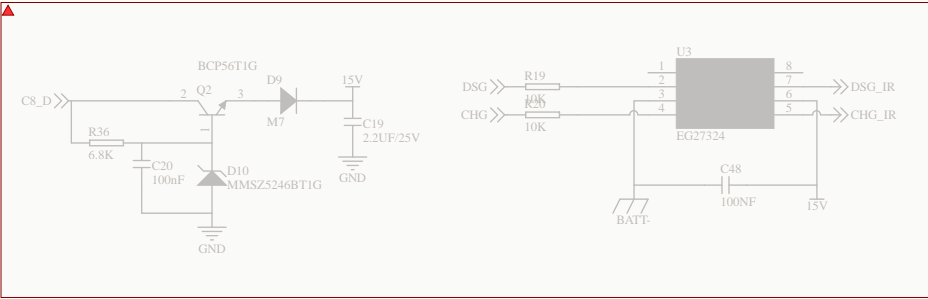 BCP56T1G
C8_D
2
Q2
3
D9
M7
15V
C19
2.2UF/25V
GND
R36
6.8K
1
C20
100nF
D10
MMSZ5246BT1G
GND
U3
1
2
3
4
8
7
6
5
DSG
R19
10K
CHG
R20
10K
EG27324
DSG_IR
CHG_IR
C48
100NF
BATT-
15V